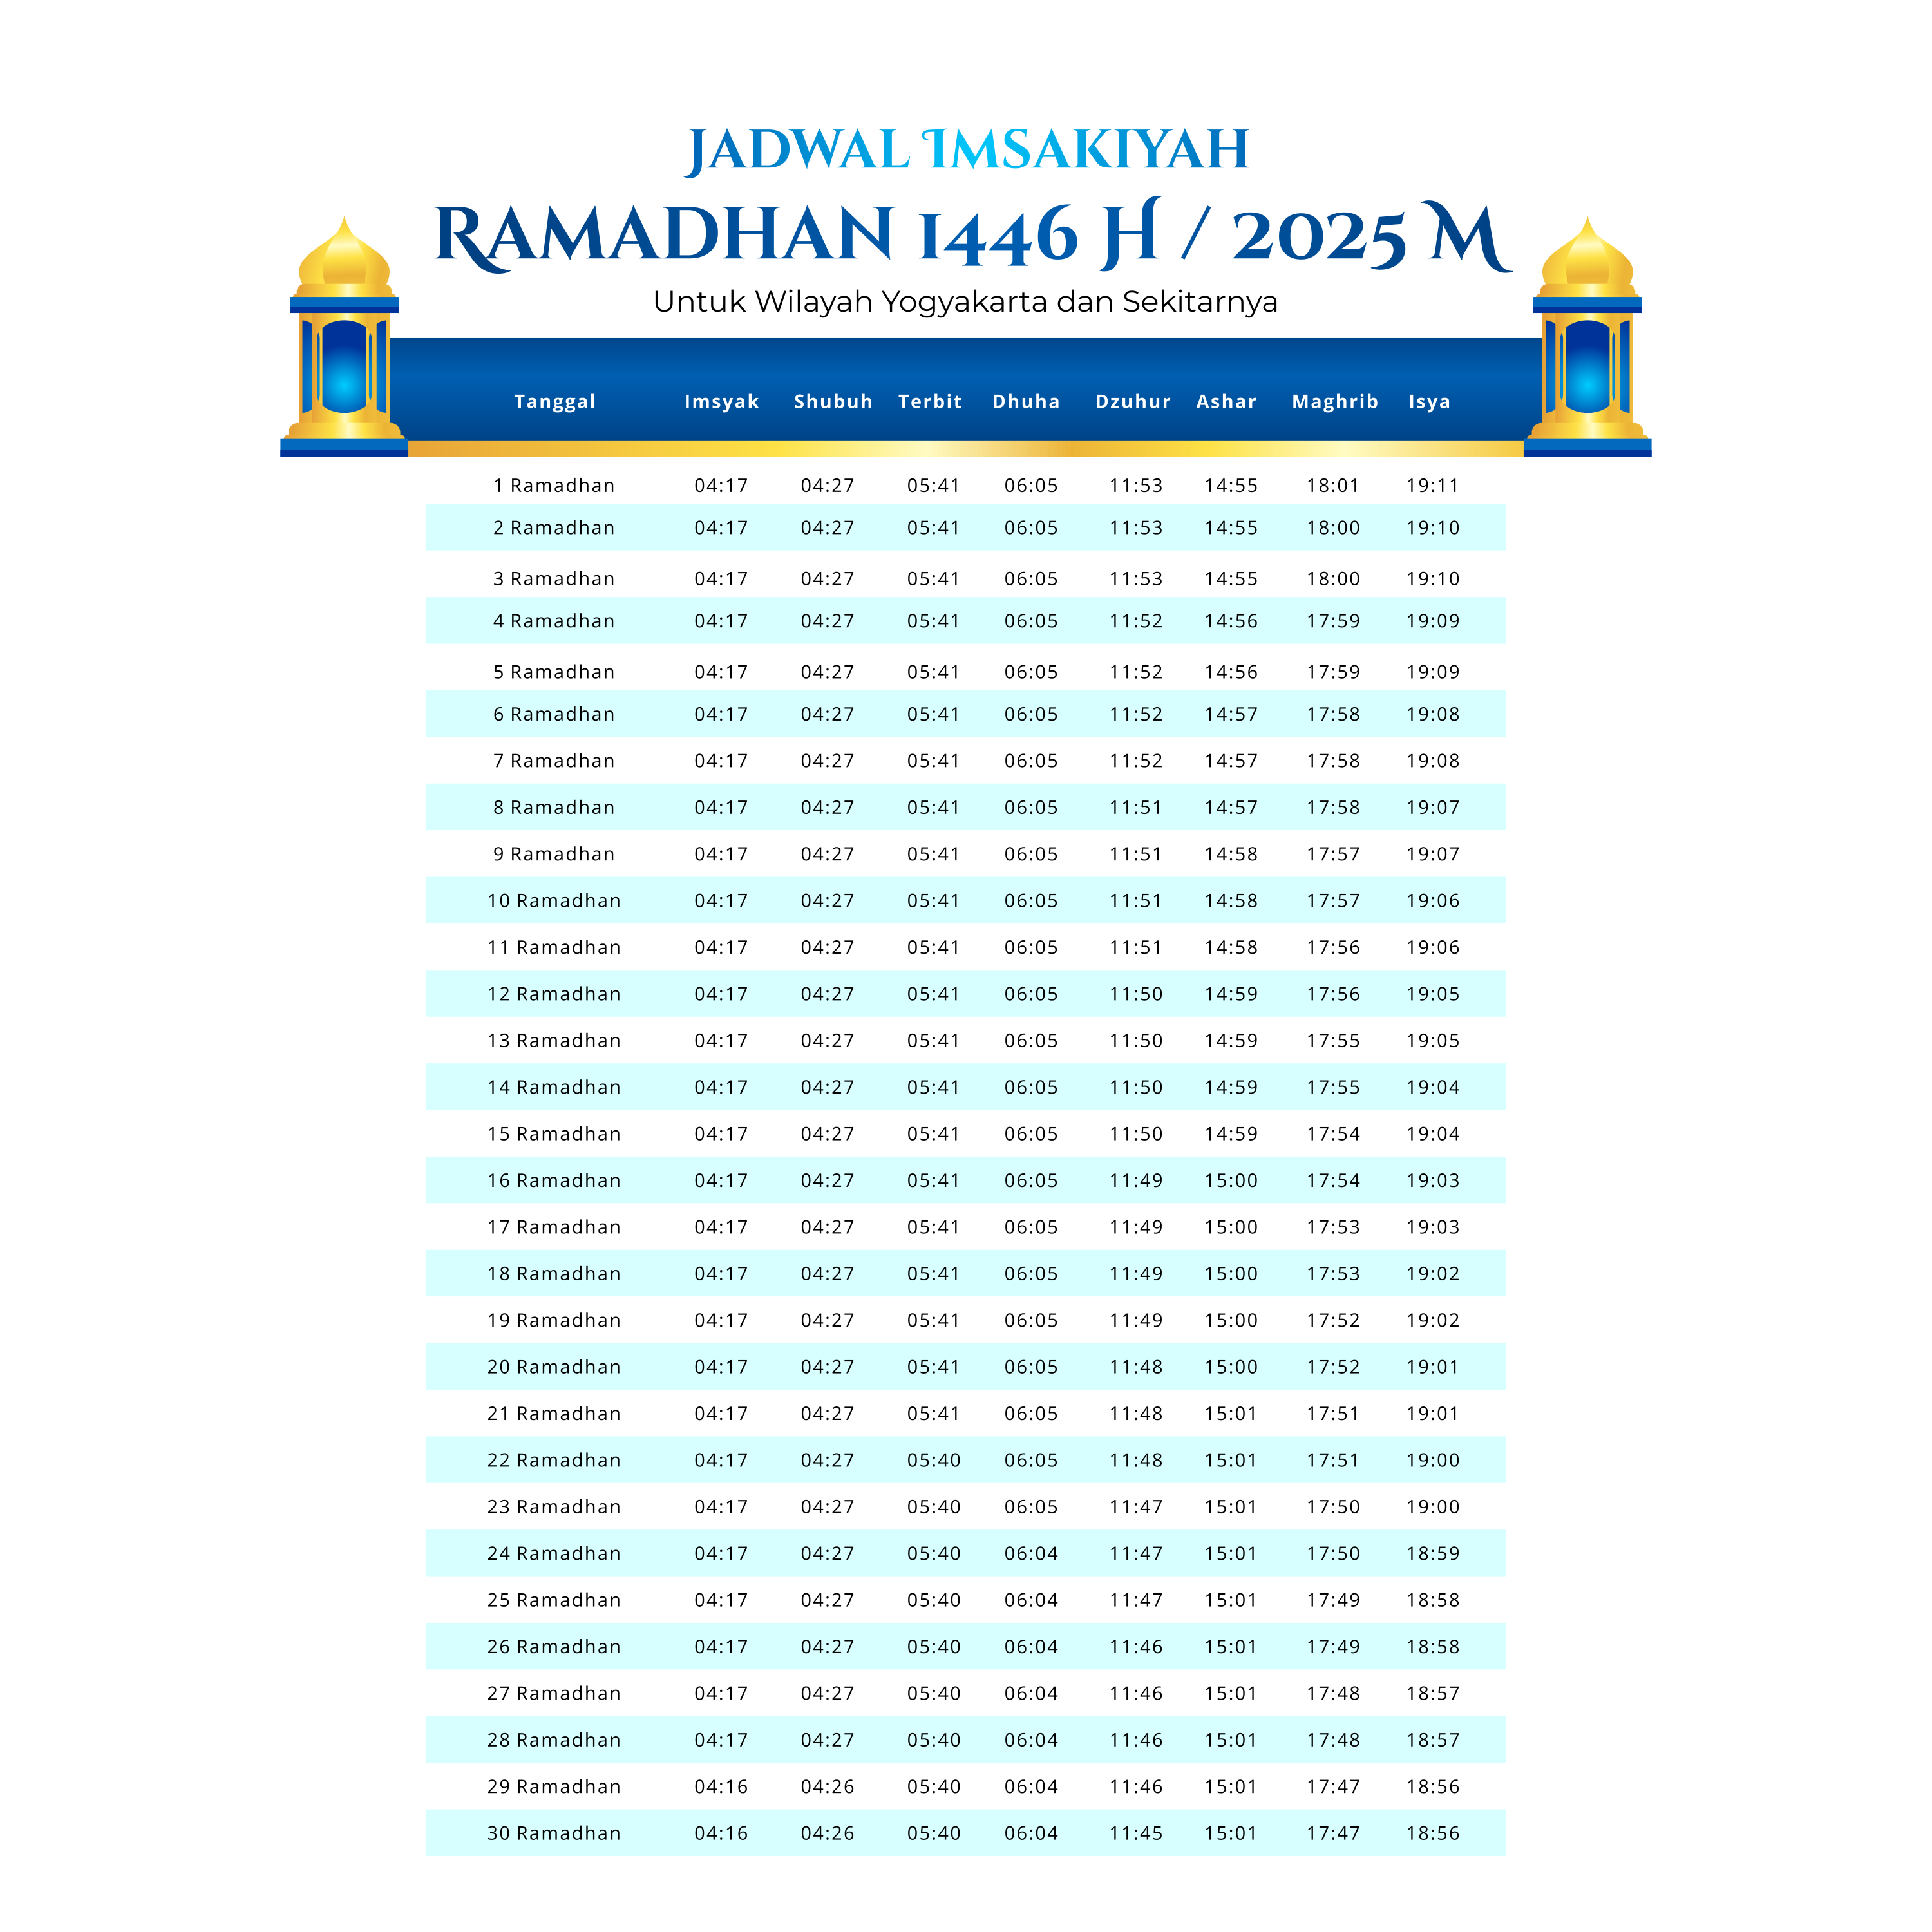 Jadwal Imsakiyah
Ramadhan 1446 H / 2025 M
Untuk Wilayah Yogyakarta dan Sekitarnya
Tanggal Imsyak Shubuh Terbit Dhuha Dzuhur Ashar Maghrib Isya
1 Ramadhan 04:17 04:27 05:41 06:05 11:53 14:55 18:01 19:11
2 Ramadhan 04:17 04:27 05:41 06:05 11:53 14:55 18:00 19:10
3 Ramadhan 04:17 04:27 05:41 06:05 11:53 14:55 18:00 19:10
4 Ramadhan 04:17 04:27 05:41 06:05 11:52 14:56 17:59 19:09
5 Ramadhan 04:17 04:27 05:41 06:05 11:52 14:56 17:59 19:09
6 Ramadhan 04:17 04:27 05:41 06:05 11:52 14:57 17:58 19:08
7 Ramadhan 04:17 04:27 05:41 06:05 11:52 14:57 17:58 19:08
8 Ramadhan 04:17 04:27 05:41 06:05 11:51 14:57 17:58 19:07
9 Ramadhan 04:17 04:27 05:41 06:05 11:51 14:58 17:57 19:07
10 Ramadhan 04:17 04:27 05:41 06:05 11:51 14:58 17:57 19:06
11 Ramadhan 04:17 04:27 05:41 06:05 11:51 14:58 17:56 19:06
12 Ramadhan 04:17 04:27 05:41 06:05 11:50 14:59 17:56 19:05
13 Ramadhan 04:17 04:27 05:41 06:05 11:50 14:59 17:55 19:05
14 Ramadhan 04:17 04:27 05:41 06:05 11:50 14:59 17:55 19:04
15 Ramadhan 04:17 04:27 05:41 06:05 11:50 14:59 17:54 19:04
16 Ramadhan 04:17 04:27 05:41 06:05 11:49 15:00 17:54 19:03
17 Ramadhan 04:17 04:27 05:41 06:05 11:49 15:00 17:53 19:03
18 Ramadhan 04:17 04:27 05:41 06:05 11:49 15:00 17:53 19:02
19 Ramadhan 04:17 04:27 05:41 06:05 11:49 15:00 17:52 19:02
20 Ramadhan 04:17 04:27 05:41 06:05 11:48 15:00 17:52 19:01
21 Ramadhan 04:17 04:27 05:41 06:05 11:48 15:01 17:51 19:01
22 Ramadhan 04:17 04:27 05:40 06:05 11:48 15:01 17:51 19:00
23 Ramadhan 04:17 04:27 05:40 06:05 11:47 15:01 17:50 19:00
24 Ramadhan 04:17 04:27 05:40 06:04 11:47 15:01 17:50 18:59
25 Ramadhan 04:17 04:27 05:40 06:04 11:47 15:01 17:49 18:58
26 Ramadhan 04:17 04:27 05:40 06:04 11:46 15:01 17:49 18:58
27 Ramadhan 04:17 04:27 05:40 06:04 11:46 15:01 17:48 18:57
28 Ramadhan 04:17 04:27 05:40 06:04 11:46 15:01 17:48 18:57
29 Ramadhan 04:16 04:26 05:40 06:04 11:46 15:01 17:47 18:56
30 Ramadhan 04:16 04:26 05:40 06:04 11:45 15:01 17:47 18:56